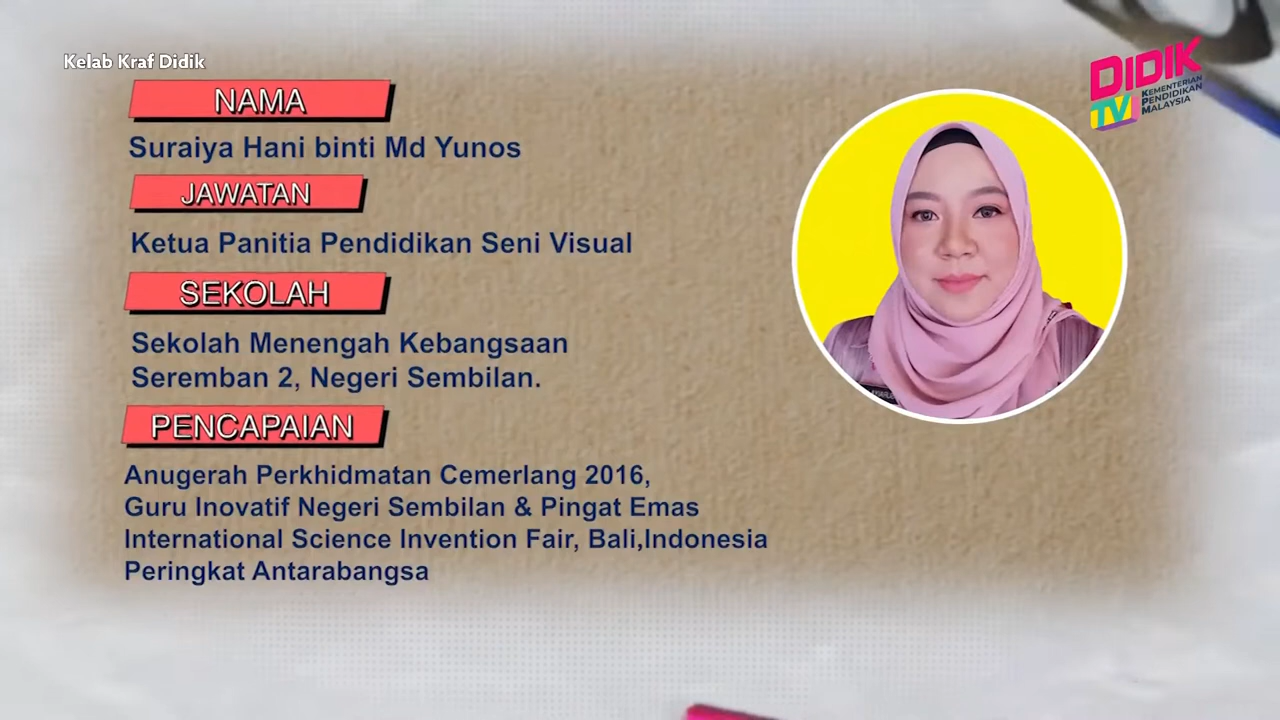 Kelab Kraf Didik
DIDIK
TV
KEMENTERIAN
PENDIDIKAN
MALAYSIA
NAMA
Suraiya Hani binti Md Yunos
JAWATAN
Ketua Panitia Pendidikan Seni Visual
SEKOLAH
Sekolah Menengah Kebangsaan
Seremban 2, Negeri Sembilan.
PENCAPAIAN
Anugerah Perkhidmatan Cemerlang 2016,
Guru Inovatif Negeri Sembilan & Pingat Emas
International Science Invention Fair, Bali,Indonesia
Peringkat Antarabangsa